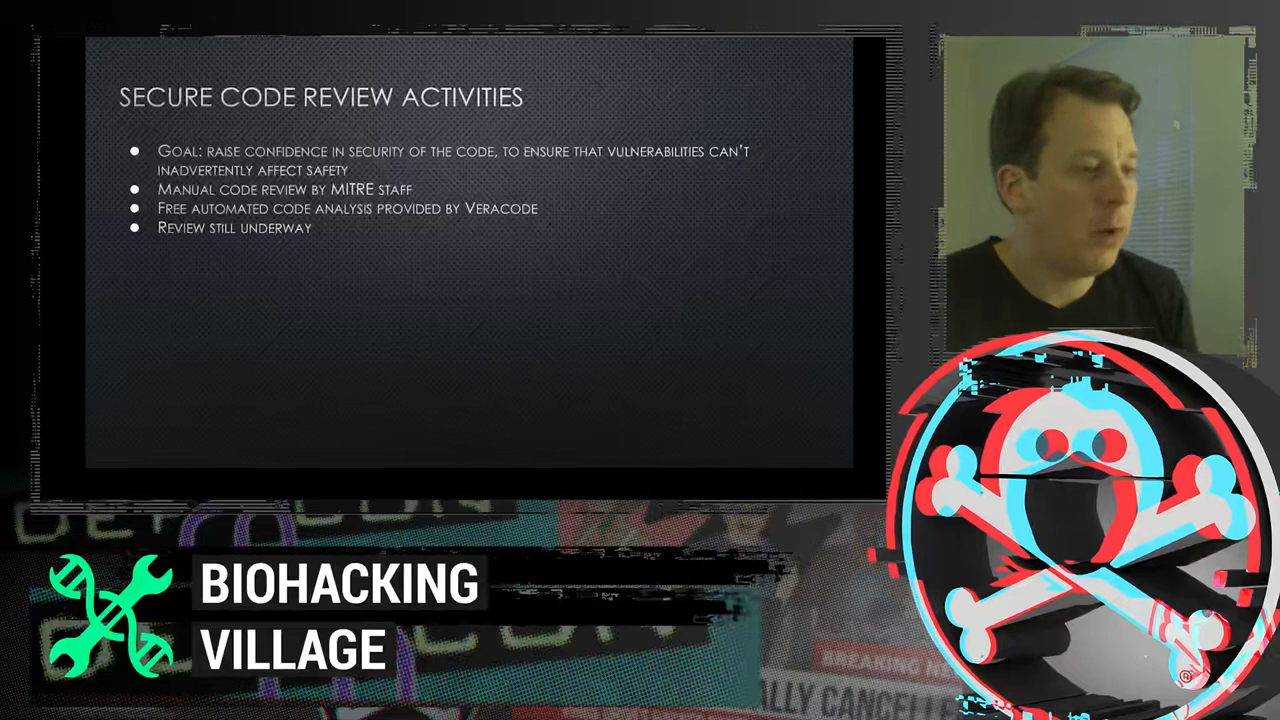 SECURE CODE REVIEW ACTIVITIES
● GOAL: RAISE CONFIDENCE IN SECURITY OF THE CODE, TO ENSURE THAT VULNERABILITIES CAN'T
INADVERTENTLY AFFECT SAFETY
● MANUAL CODE REVIEW BY MITRE STAFF
● FREE AUTOMATED CODE ANALYSIS PROVIDED BY VERACODE
● REVIEW STILL UNDERWAY
BIOHACKING
VILLAGE
BREAKING
CANCELLE